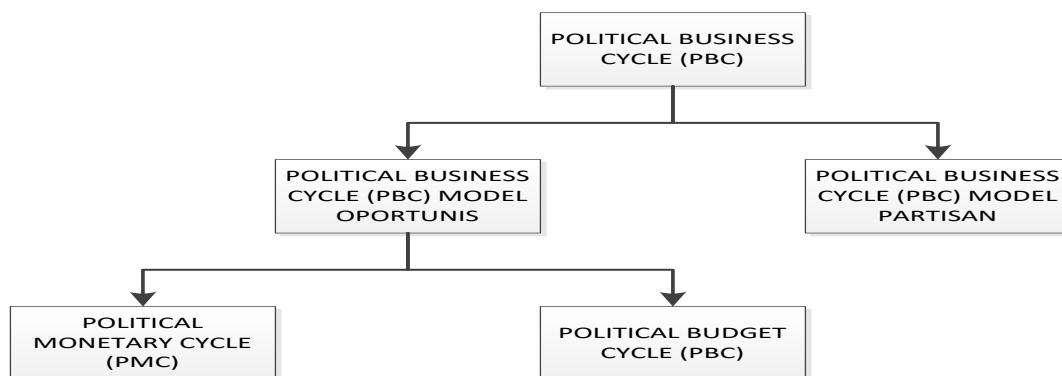 POLITICAL BUSINESS
CYCLE (PBC)
POLITICAL BUSINESS
CYCLE (PBC) MODEL
OPORTUNIS
POLITICAL BUSINESS
CYCLE (PBC) MODEL
PARTISAN
POLITICAL
MONETARY CYCLE
(PMC)
POLITICAL BUDGET
CYCLE (PBC)